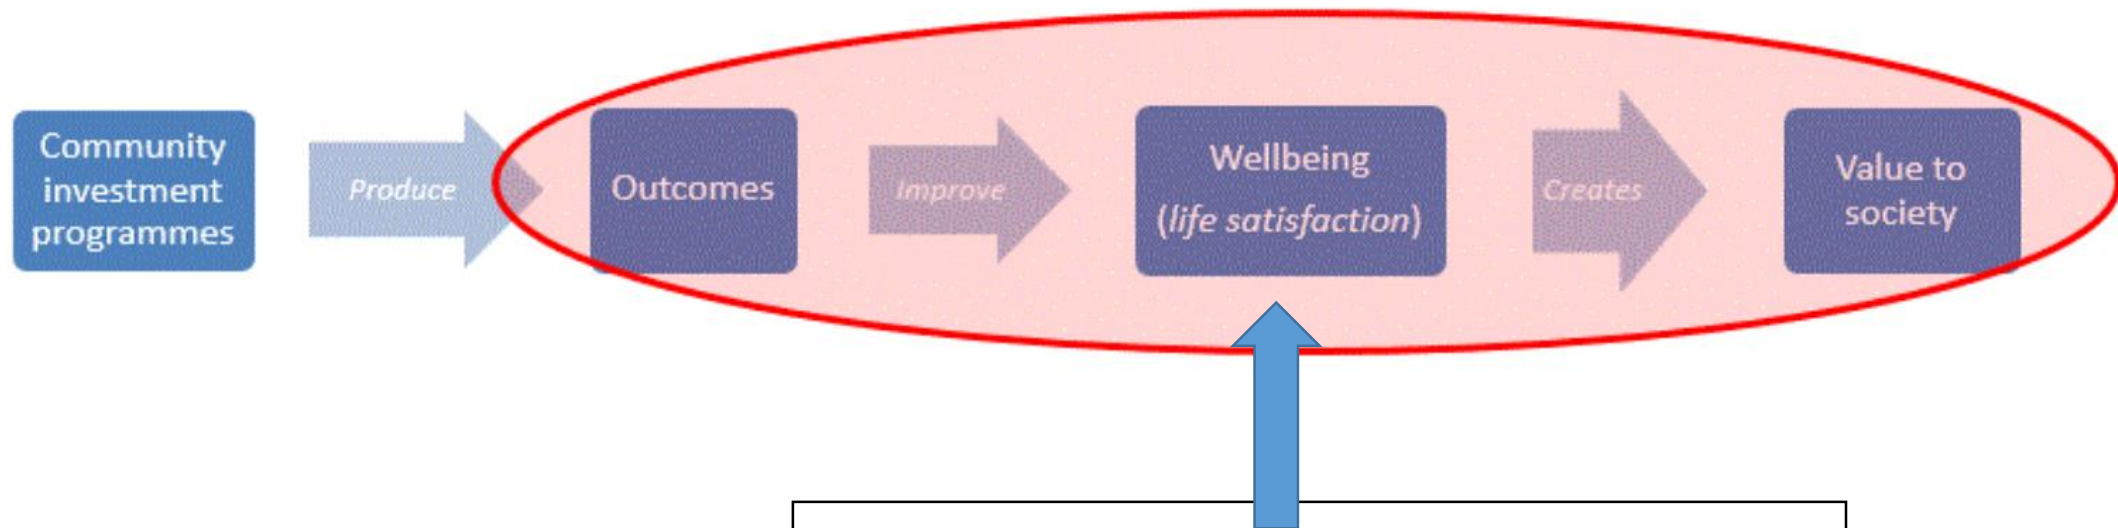 Community
investment
programmes
Produce
Outcomes
Improve
Wellbeing
(life satisfaction)
Creates
Value to
society